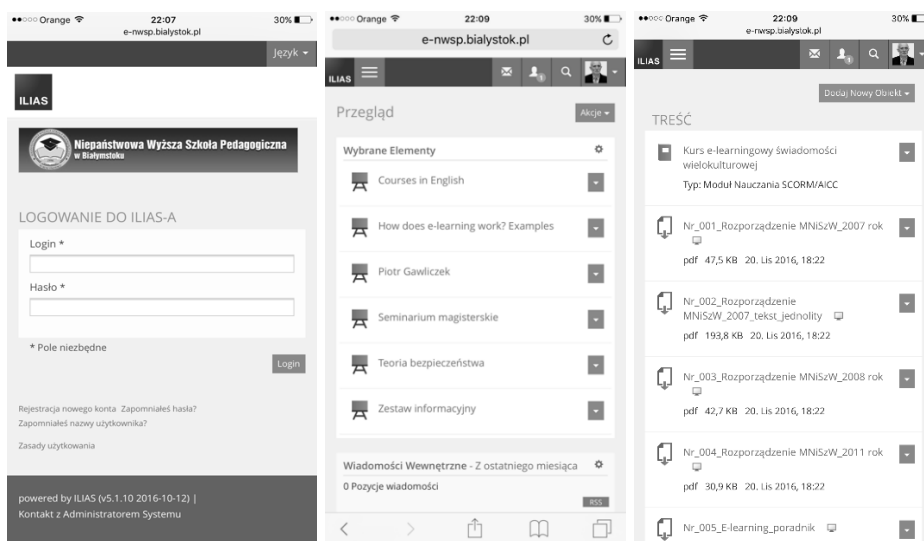 Orange 22:07 30%
e-nwsp.bialystok.pl
Język
ILIAS
Niepaństwowa Wyższa Szkoła Pedagogiczna
w Białymstoku
LOGOWANIE DO ILIAS-A
Login *
Hasło *
* Pole niezbędne
Login
Rejestracja nowego konta Zapomniałeś hasła?
Zapomniałeś nazwy użytkownika?
Zasady użytkowania
powered by ILIAS (v5.1.10 2016-10-12) |
Kontakt z Administratorem Systemu
Orange 22:09 30%
e-nwsp.bialystok.pl
ILIAS 1
Przegląd Akcje
Wybrane Elementy
Courses in English
How does e-learning work? Examples
Piotr Gawliczek
Seminarium magisterskie
Teoria bezpieczeństwa
Zestaw informacyjny
Wiadomości Wewnętrzne - Z ostatniego miesiąca
0 Pozycje wiadomości
RSS
Orange 22:09 30%
e-nwsp.bialystok.pl
ILIAS 1
Dodaj Nowy Obiekt
TREŚĆ
Kurs e-learningowy świadomości
wielokulturowej
Typ: Moduł Nauczania SCORM/AICC
Nr_001_Rozporządzenie MNiSzW_2007 rok
pdf 47,5 KB 20. Lis 2016, 18:22
Nr_002_Rozporządzenie
MNiSzW_2007_tekst_jednolity
pdf 193,8 KB 20. Lis 2016, 18:22
Nr_003_Rozporządzenie MNiSzW_2008 rok
pdf 42,7 KB 20. Lis 2016, 18:22
Nr_004_Rozporządzenie MNiSzW_2011 rok
pdf 30,9 KB 20. Lis 2016, 18:22
Nr_005_E-learning_poradnik